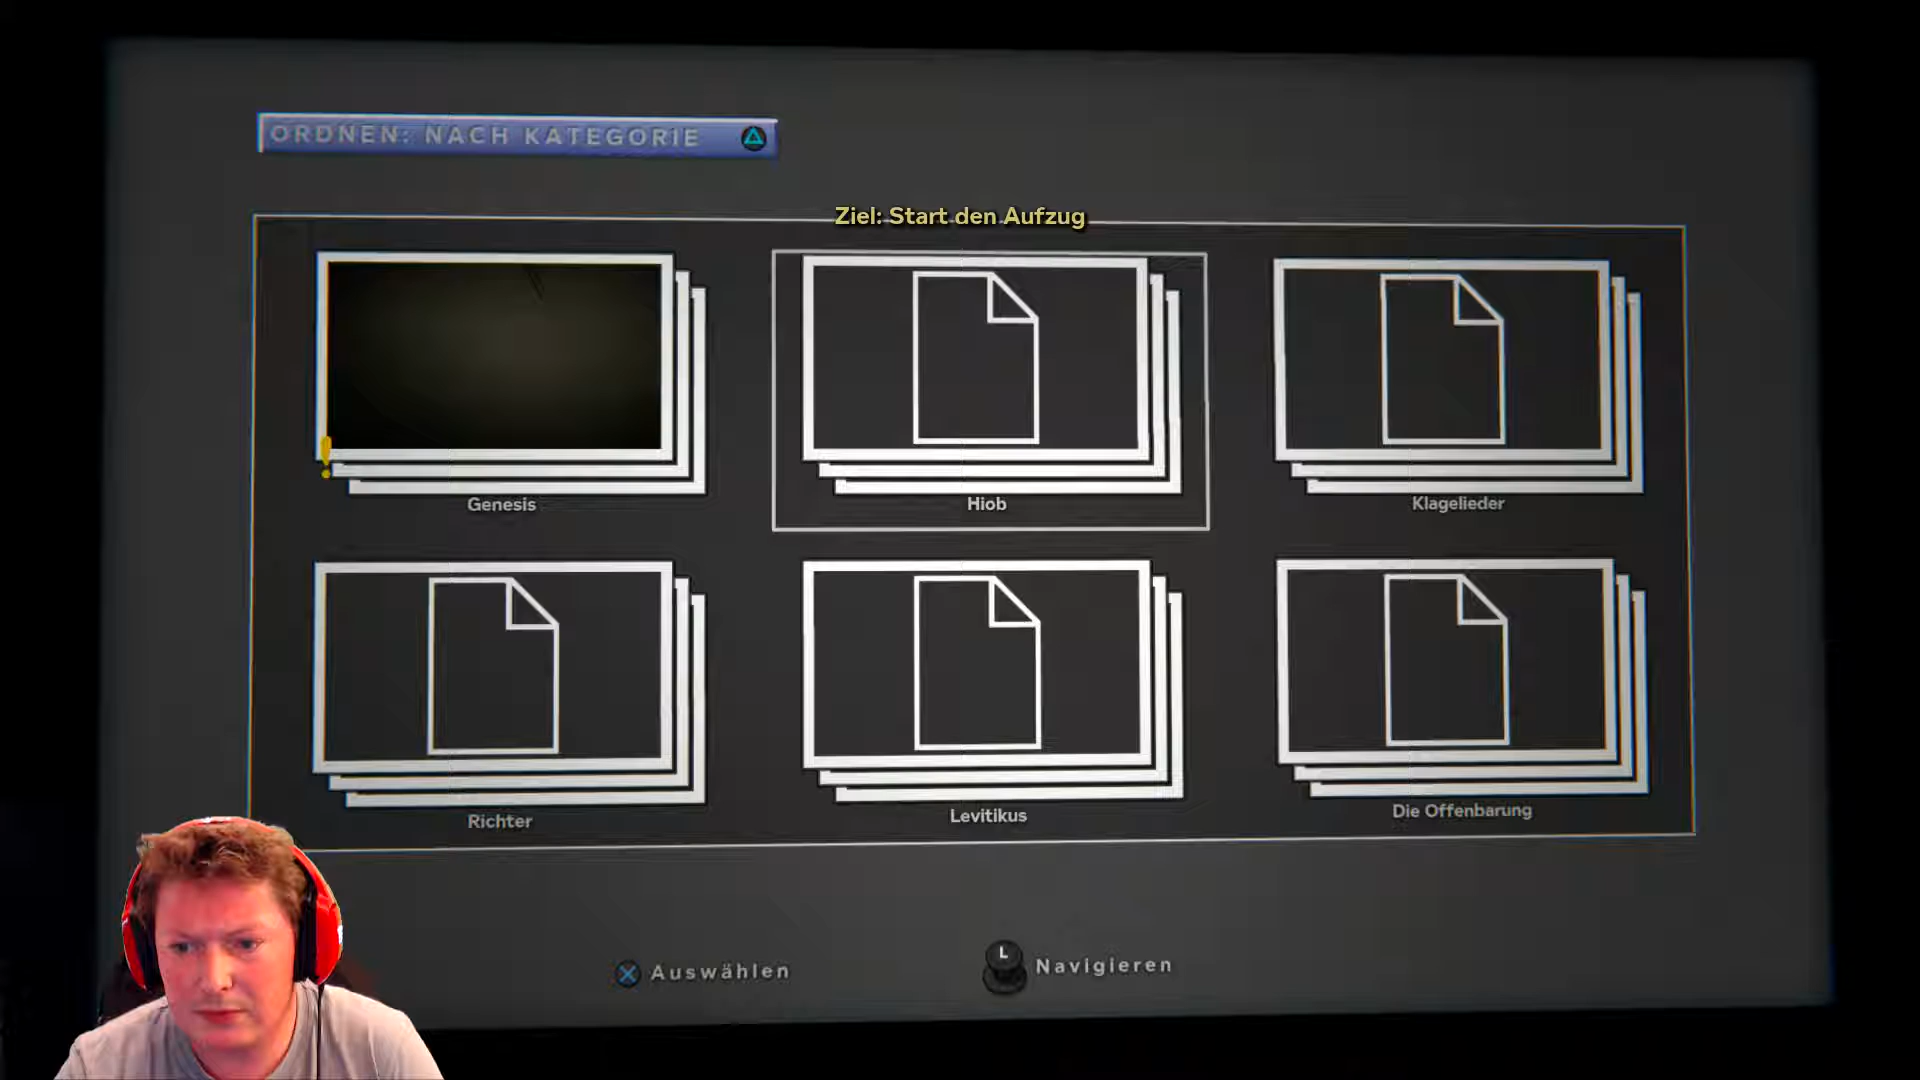 ORDNEN: NACH KATEGORIE
Ziel: Start den Aufzug
Genesis
Hiob
Klagelieder
Richter
Levitikus
Die Offenbarung
Auswählen
L
Navigieren